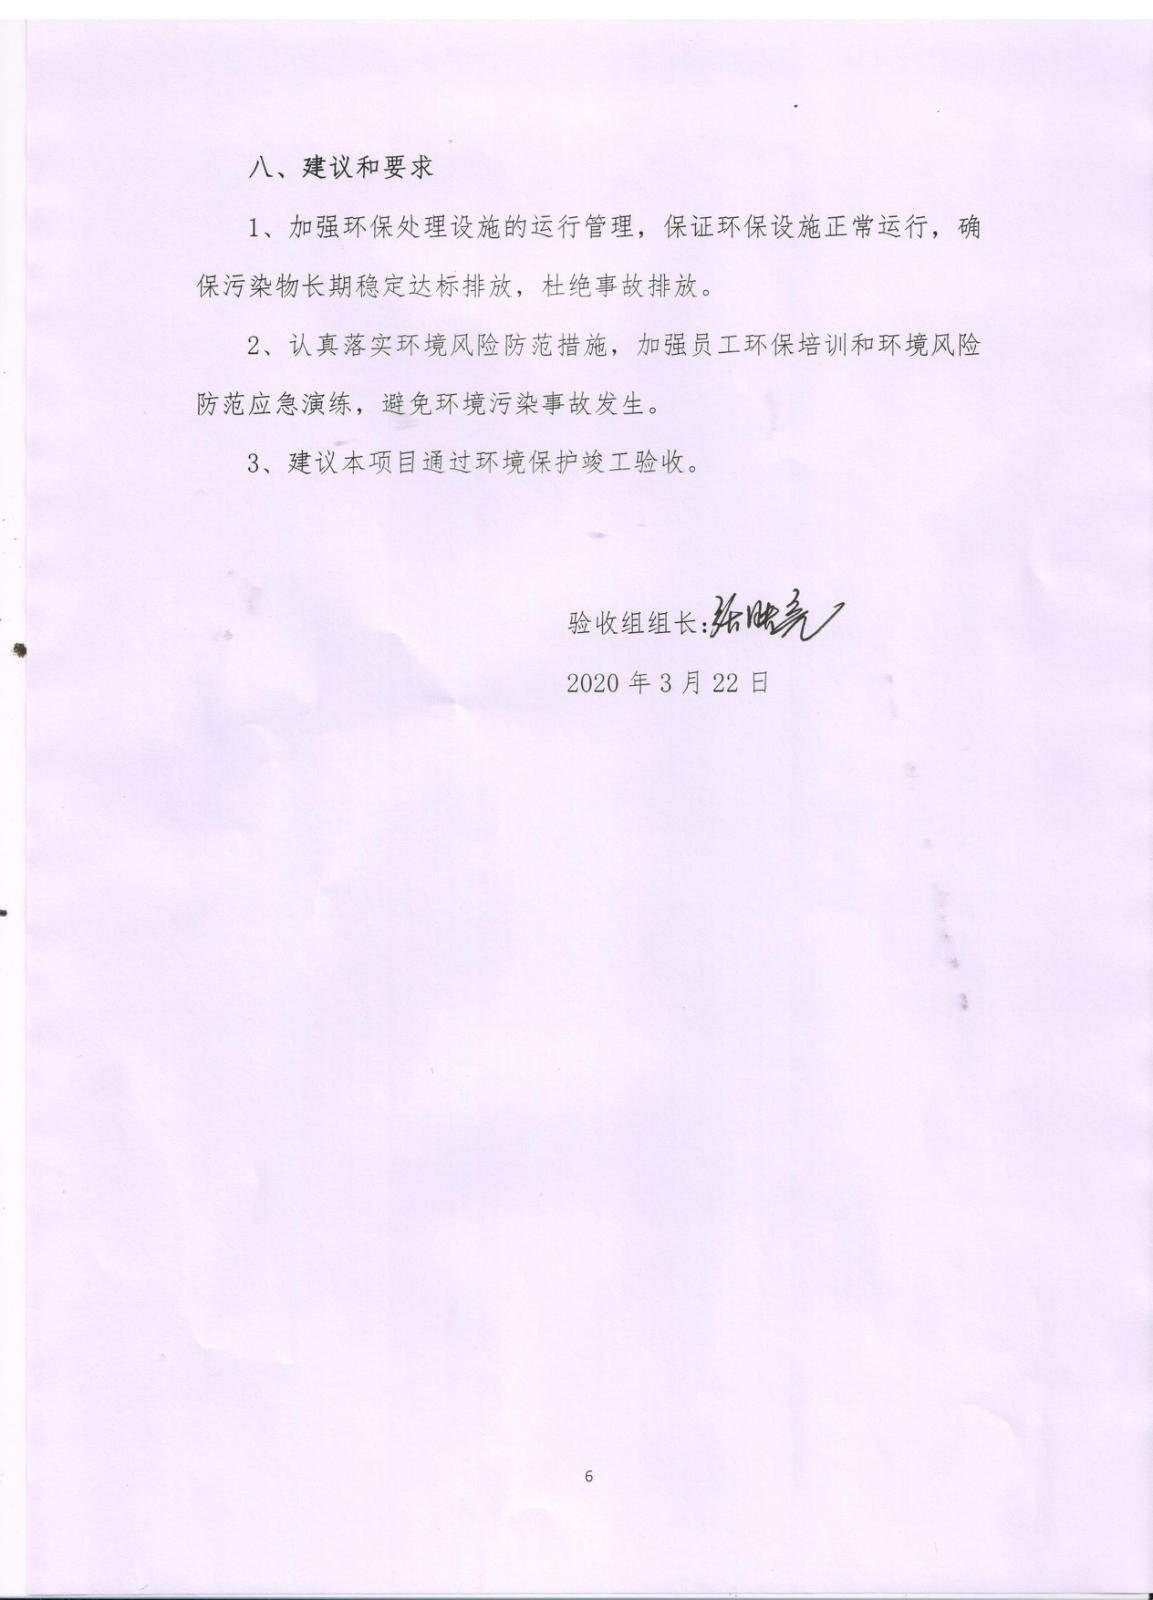 八、建议和要求
1、加强环保处理设施的运行管理，保证环保设施正常运行，确
保污染物长期稳定达标排放，杜绝事故排放。
2、认真落实环境风险防范措施，加强员工环保培训和环境风险
防范应急演练，避免环境污染事故发生。
3、建议本项目通过环境保护竣工验收。
验收组组长：
2020 年 3 月 22 日
6